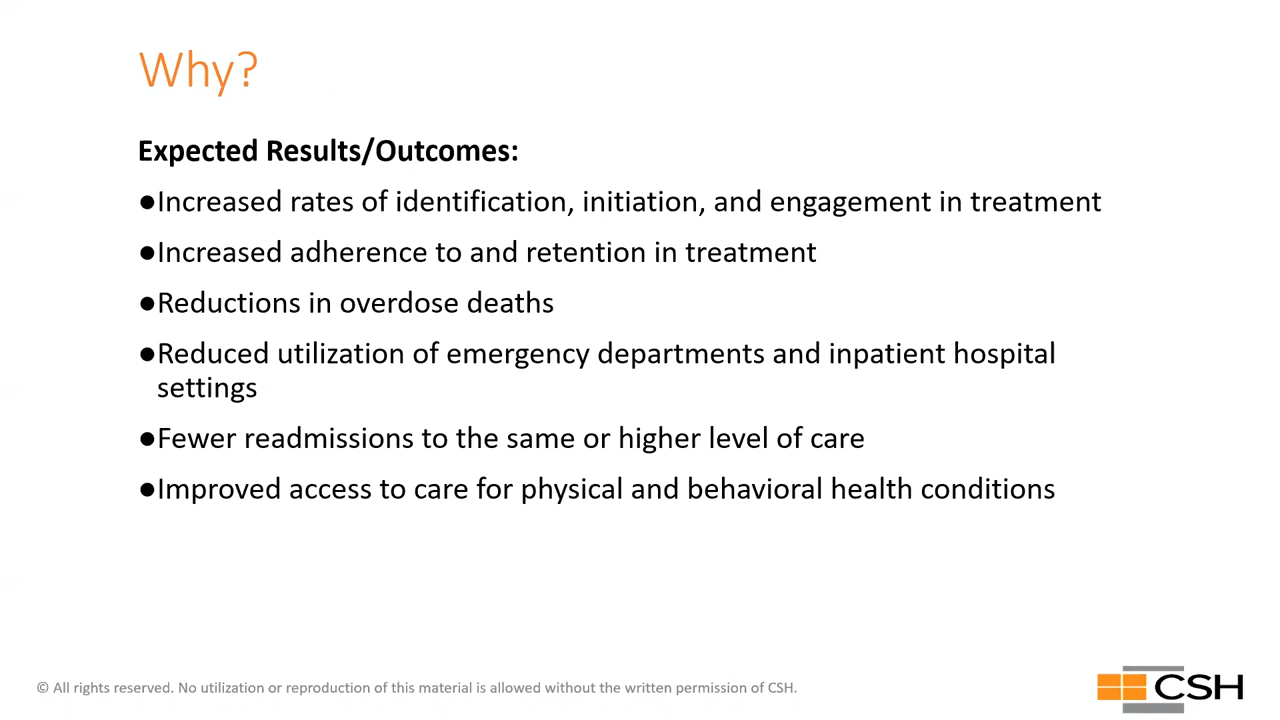 Why?
Expected Results/Outcomes:
●Increased rates of identification, initiation, and engagement in treatment
●Increased adherence to and retention in treatment
●Reductions in overdose deaths
●Reduced utilization of emergency departments and inpatient hospital
settings
●Fewer readmissions to the same or higher level of care
●Improved access to care for physical and behavioral health conditions
© All rights reserved. No utilization or reproduction of this material is allowed without the written permission of CSH.
CSH